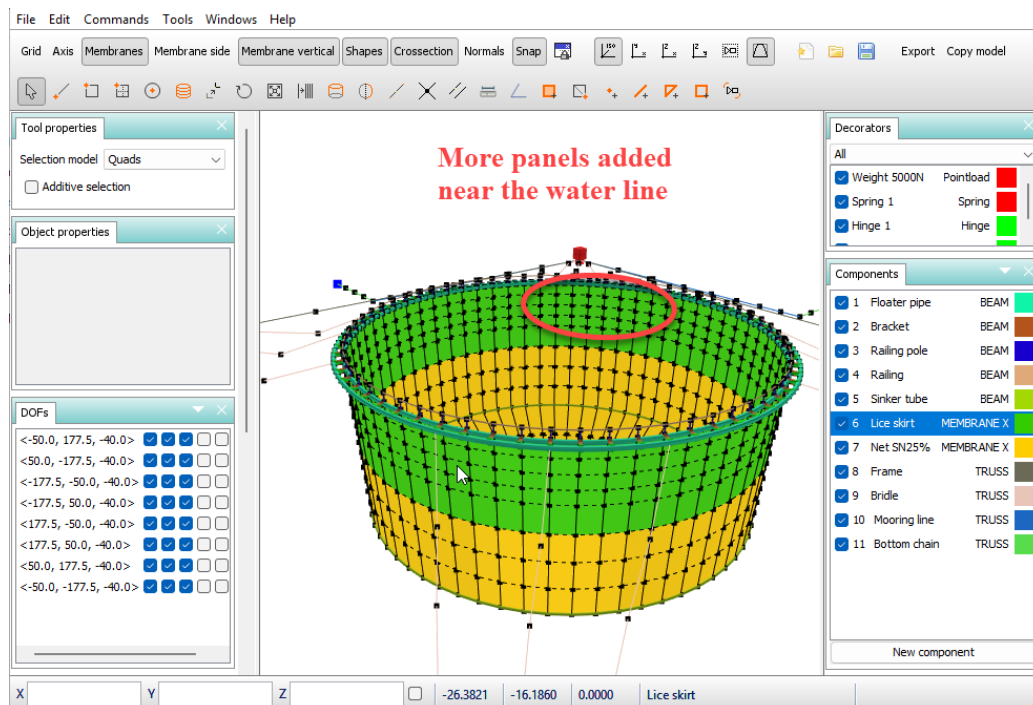 File Edit Commands Tools Windows Help
Grid Axis Membranes Membrane side Membrane vertical Shapes Crossection Normals Snap Export Copy model
Tool properties
Selection model Quads
Additive selection
Object properties
DOFs
<-50.0, 177.5, -40.0>
<50.0, -177.5, -40.0>
<-177.5, -50.0, -40.0>
<-177.5, 50.0, -40.0>
<177.5, -50.0, -40.0>
<177.5, 50.0, -40.0>
<50.0, 177.5, -40.0>
<-50.0, -177.5, -40.0>
More panels added
near the water line
Decorators
All
Weight 5000N Pointload
Spring 1 Spring
Hinge 1 Hinge
Components
1 Floater pipe BEAM
2 Bracket BEAM
3 Railing pole BEAM
4 Railing BEAM
5 Sinker tube BEAM
6 Lice skirt MEMBRANE X
7 Net SN25% MEMBRANE X
8 Frame TRUSS
9 Bridle TRUSS
10 Mooring line TRUSS
11 Bottom chain TRUSS
New component
X Y Z -26.3821 -16.1860 0.0000 Lice skirt